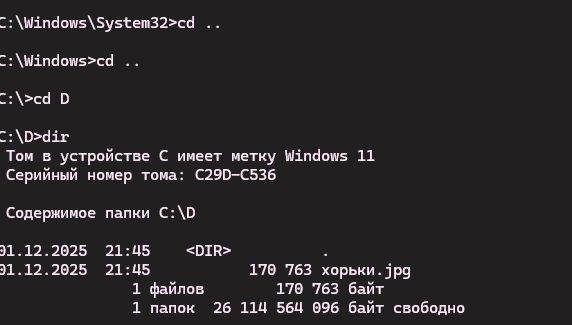 C:\Windows\System32>cd ..
C:\Windows>cd ..
C:\>cd D
C:\D>dir
Том в устройстве C имеет метку Windows 11
Серийный номер тома: C29D-C536
Содержимое папки C:\D
01.12.2025  21:45    <DIR>          .
01.12.2025  21:45           170 763 хорьки.jpg
1 файлов        170 763 байт
1 папок  26 114 564 096 байт свободно